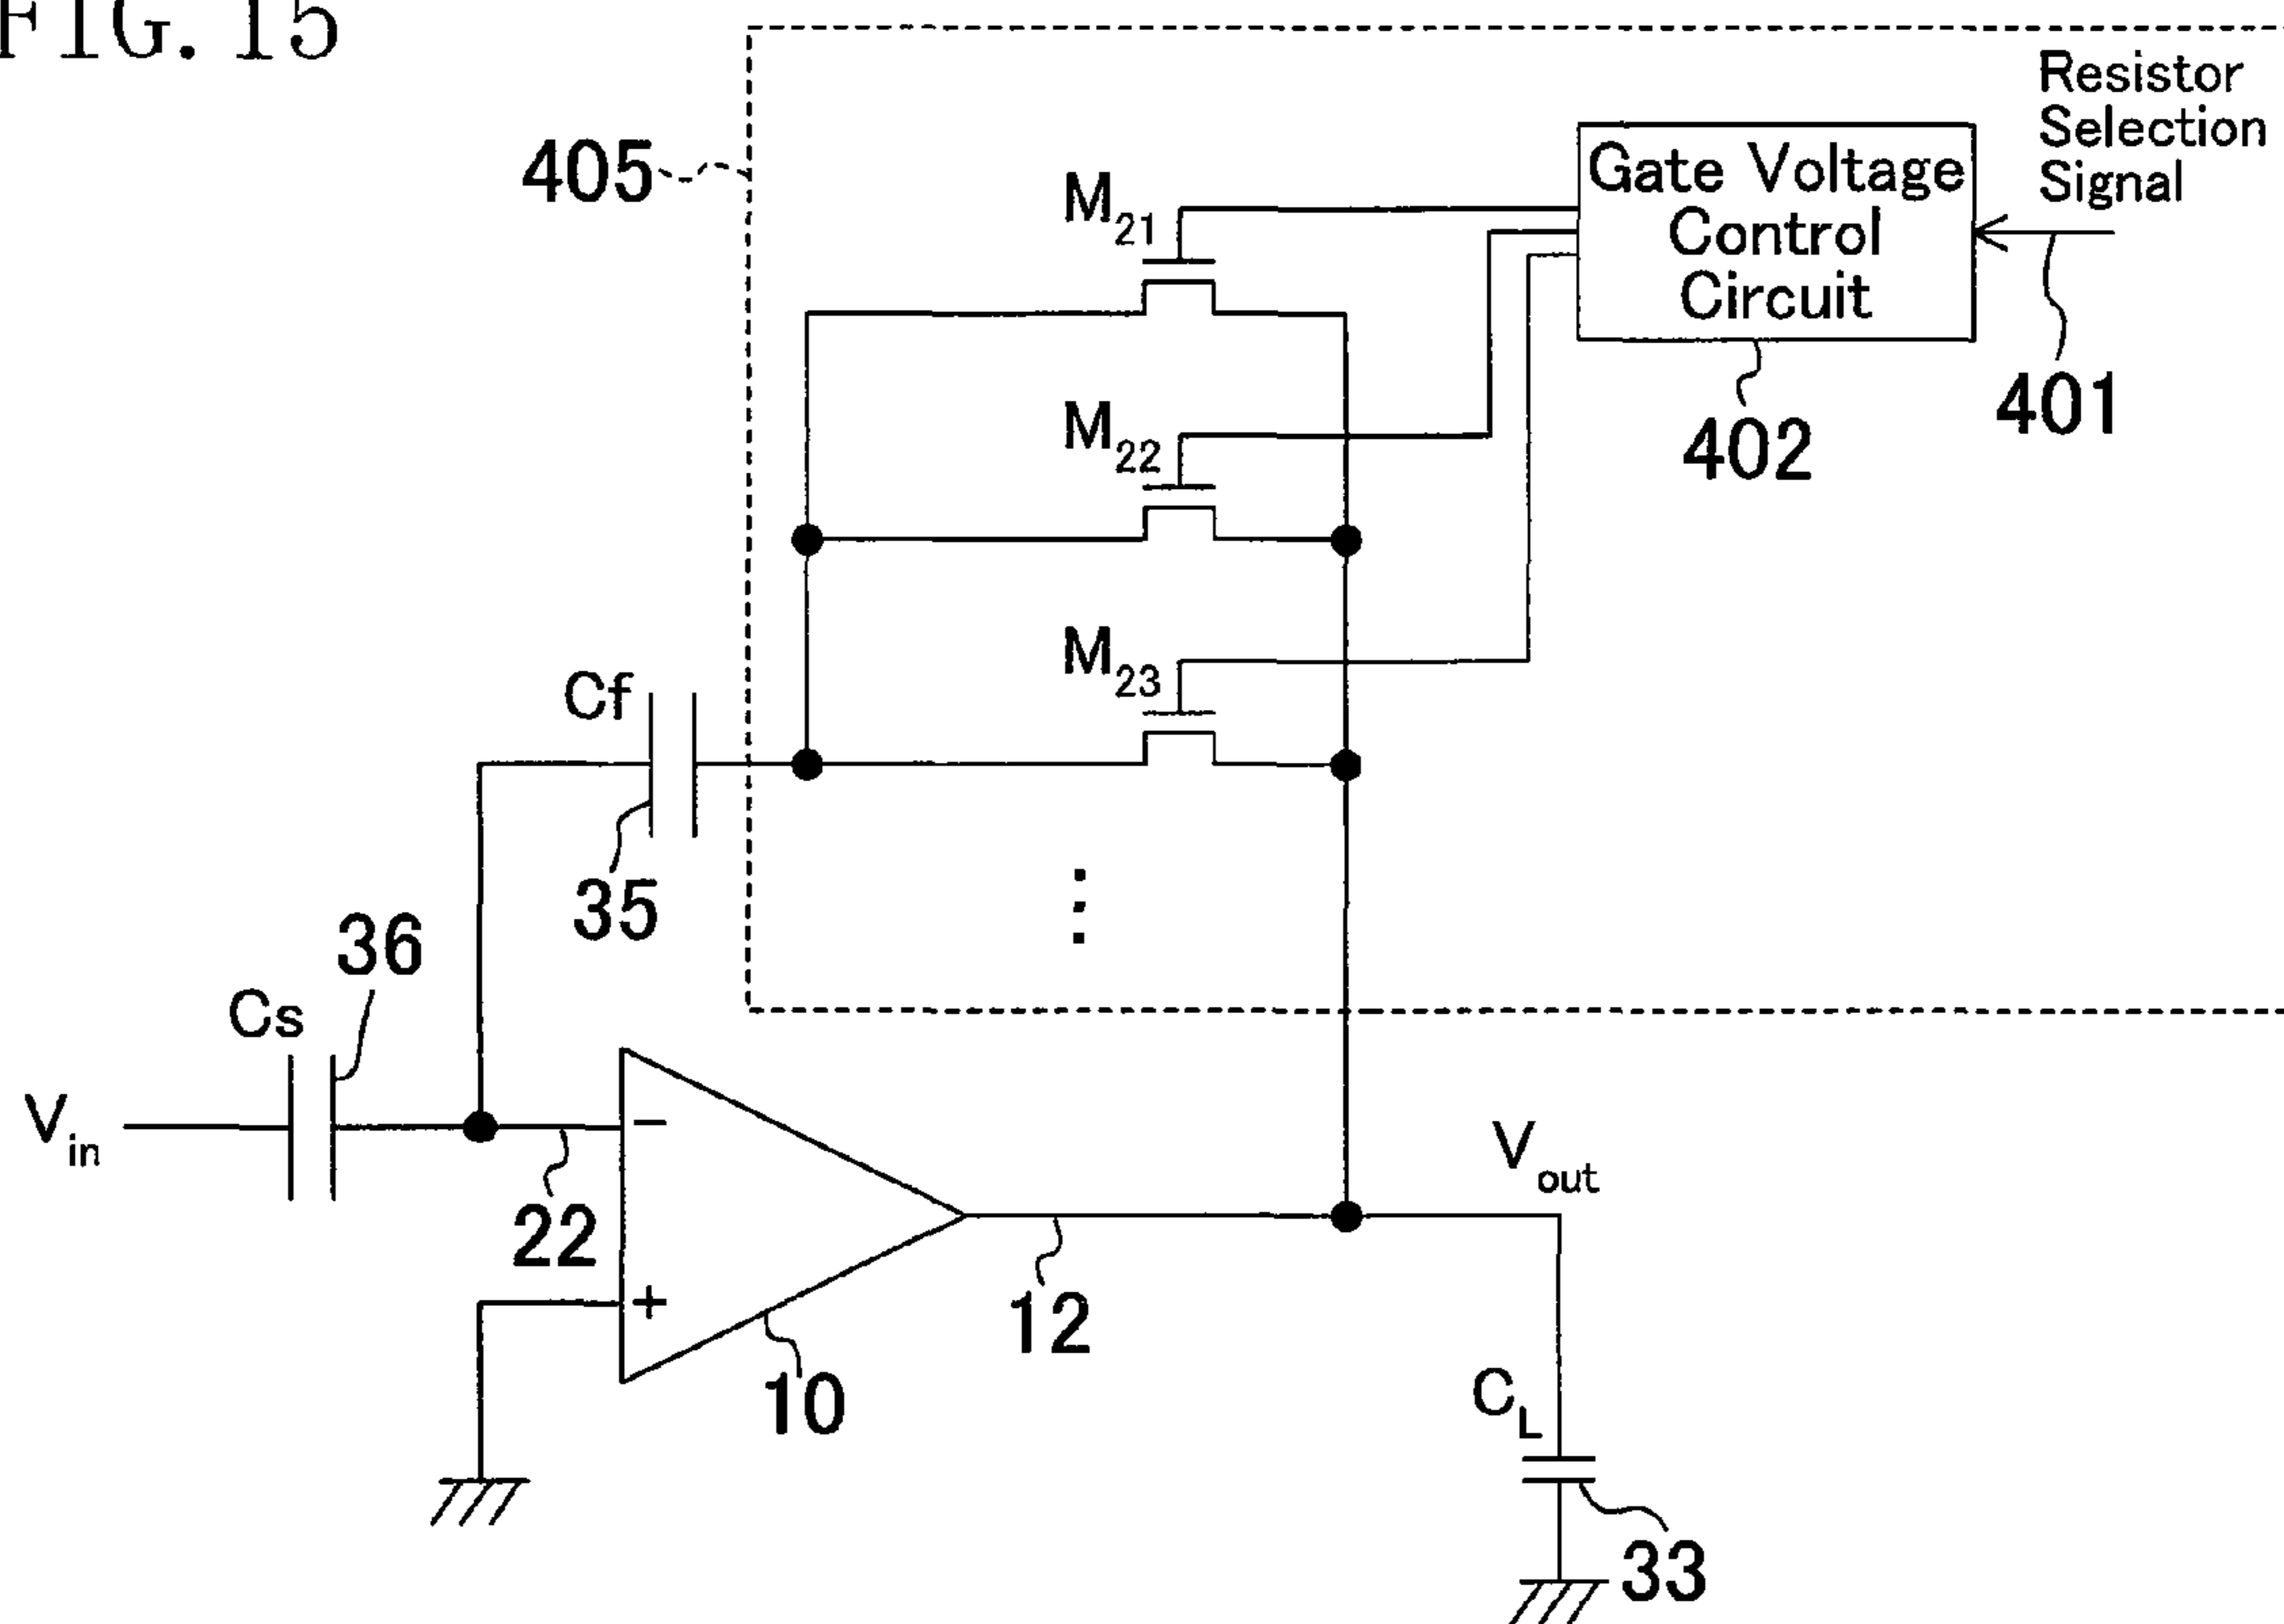 FIG. 15
Resistor
Selection
Signal
405
M21
Gate Voltage
Control
Circuit
M22
402
401
M23
Cf
35
36
Cs
Vin
−
22
+
10
12
Vout
CL
33